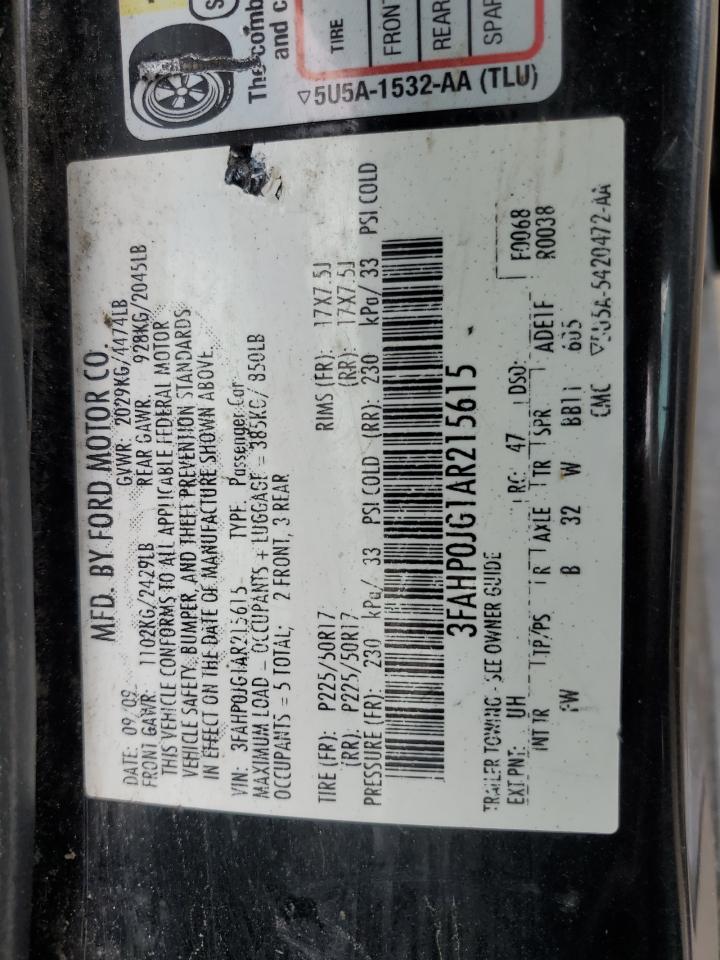 The comb
and c
TIRE
FRONT
REAR
SPAR
▽5U5A-1532-AA (TLU)
MFD. BY FORD MOTOR CO.
DATE: 09/09 GVWR: 2029KG/4474LB
FRONT GAWR: 1102KG/2429LB REAR GAWR: 928KG/2045LB
THIS VEHICLE CONFORMS TO ALL APPLICABLE FEDERAL MOTOR
VEHICLE SAFETY, BUMPER, AND THEFT PREVENTION STANDARDS
IN EFFECT ON THE DATE OF MANUFACTURE SHOWN ABOVE.
VIN: 3FAHP0JG1AR215615 TYPE: Passenger Car
MAXIMUM LOAD = OCCUPANTS + LUGGAGE = 385KG/ 850LB
OCCUPANTS = 5 TOTAL; 2 FRONT, 3 REAR
TIRE (FR): P225/50R17 RIMS (FR): 17X7.5J
(RR): P225/50R17 (RR): 17X7.5J
PRESSURE (FR): 230 kPa/ 33 PSI COLD (RR): 230 kPa/ 33 PSI COLD
3FAHP0JG1AR215615
TRAILER TOWING - SEE OWNER GUIDE
EXT PNT: UH RC: 47 DSO: F0068
R0038
INT TR TP/PS R AXLE TR SPR ADE1F
PW B 32 W BB11 605
CMC ▽5U5A-5420472-AA